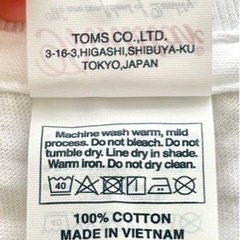 TOMS CO.,LTD.
3-16-3,HIGASHI,SHIBUYA-KU
TOKYO,JAPAN
Machine wash warm, mild
process. Do not bleach. Do not
tumble dry. Line dry in shade.
Warm iron. Do not dry clean.
40
100% COTTON
MADE IN VIETNAM